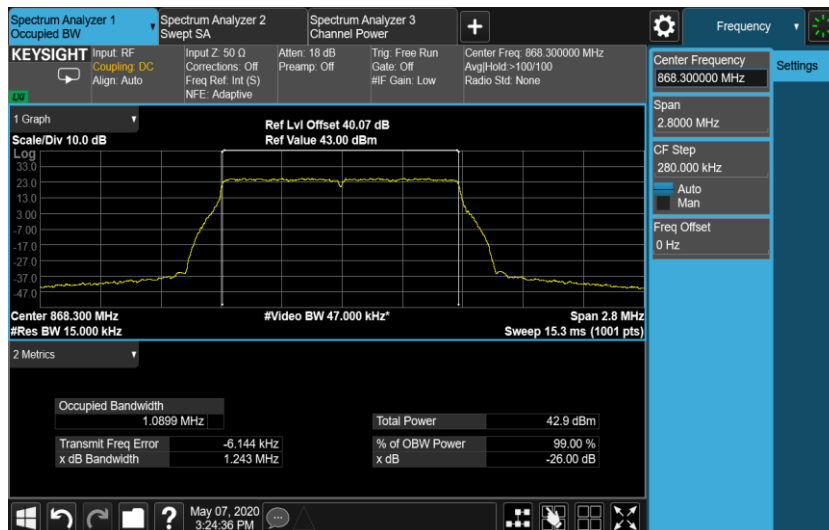 Spectrum Analyzer 1
Occupied BW
Spectrum Analyzer 2
Swept SA
Spectrum Analyzer 3
Channel Power
+
Frequency
KEYSIGHT
Input: RF
Coupling: DC
Align: Auto
Input Z: 50 Ω
Corrections: Off
Freq Ref: Int (S)
NFE: Adaptive
Atten: 18 dB
Preamp: Off
Trig: Free Run
Gate: Off
#IF Gain: Low
Center Freq: 868.300000 MHz
Avg|Hold:>100/100
Radio Std: None
LXI
Center Frequency
868.300000 MHz
Settings
Span
2.8000 MHz
CF Step
280.000 kHz
Auto
Man
Freq Offset
0 Hz
1 Graph
Scale/Div 10.0 dB
Ref Lvl Offset 40.07 dB
Ref Value 43.00 dBm
Log
33.0
23.0
13.0
3.00
-7.00
-17.0
-27.0
-37.0
-47.0
Center 868.300 MHz
#Video BW 47.000 kHz*
Span 2.8 MHz
#Res BW 15.000 kHz
Sweep 15.3 ms (1001 pts)
2 Metrics
Occupied Bandwidth
1.0899 MHz
Total Power 42.9 dBm
Transmit Freq Error -6.144 kHz
% of OBW Power 99.00 %
x dB Bandwidth 1.243 MHz
x dB -26.00 dB
?
May 07, 2020
3:24:36 PM